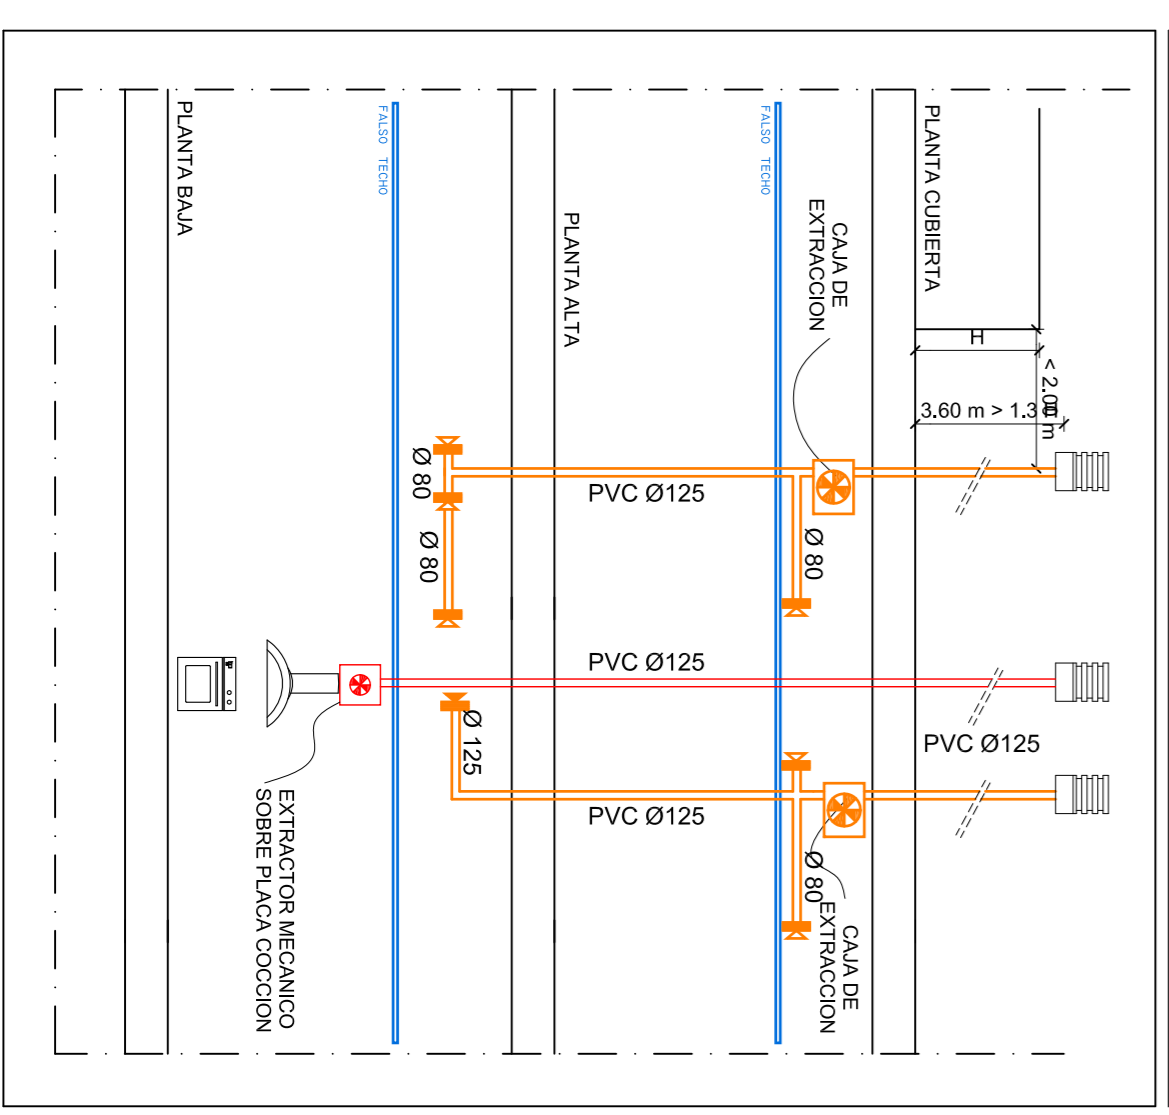 PLANTA CUBIERTA
H
< 2.00 m
3.60 m > 1.3
CAJA DE
EXTRACCION
FALSO TECHO
PLANTA ALTA
PVC Ø125
Ø 80
Ø 80
Ø 80
FALSO TECHO
PLANTA BAJA
PVC Ø125
PVC Ø125
Ø 125
PVC Ø125
Ø 80
CAJA DE
EXTRACCION
EXTRACTOR MECANICO
SOBRE PLACA COCCION